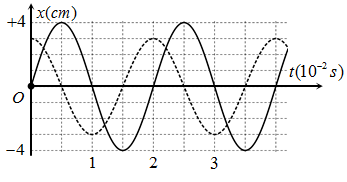 x(cm)
+4
t(10⁻² s)
O
1 2 3
−4